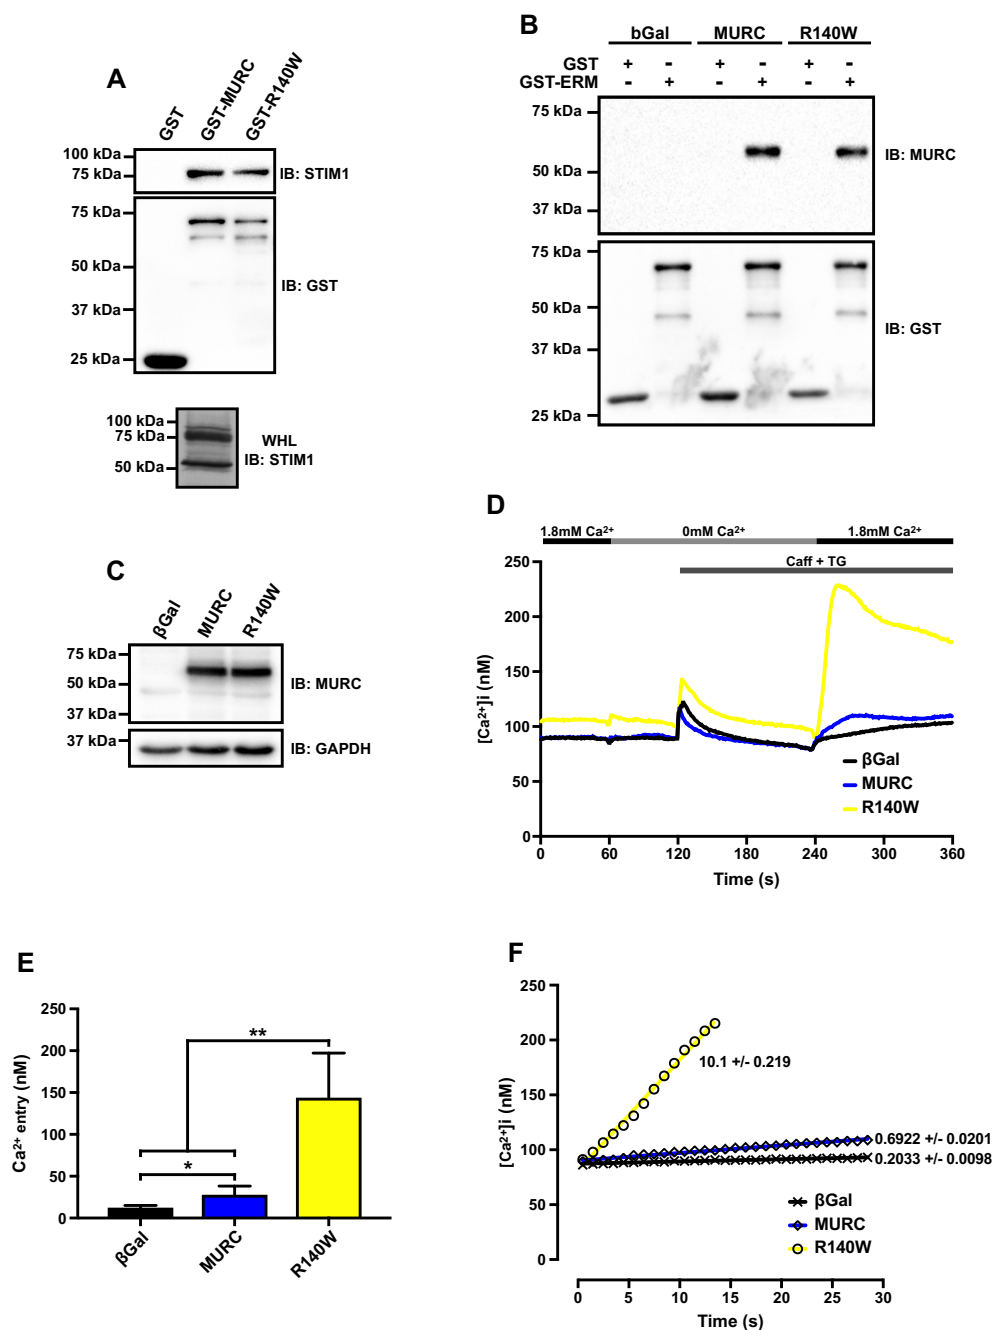 A
GST
GST-MURC
GST-R140W
100 kDa
75 kDa
IB: STIM1
75 kDa
50 kDa
37 kDa
25 kDa
IB: GST
100 kDa
75 kDa
50 kDa
WHL
IB: STIM1
B
bGal MURC R140W
GST + - + - + -
GST-ERM - + - + - +
75 kDa
50 kDa
37 kDa
IB: MURC
75 kDa
50 kDa
37 kDa
25 kDa
IB: GST
C
βGal
MURC
R140W
75 kDa
50 kDa
37 kDa
IB: MURC
37 kDa
IB: GAPDH
D
1.8mM Ca²⁺ 0mM Ca²⁺ 1.8mM Ca²⁺
Caff + TG
250
200
150
100
50
0
[Ca²⁺]i (nM)
βGal
MURC
R140W
0 60 120 180 240 300 360
Time (s)
E
250
200
150
100
50
0
Ca²⁺ entry (nM)
**
*
βGal
MURC
R140W
F
250
200
150
100
50
0
[Ca²⁺]i (nM)
10.1 +/- 0.219
0.6922 +/- 0.0201
0.2033 +/- 0.0098
βGal
MURC
R140W
0 5 10 15 20 25 30
Time (s)